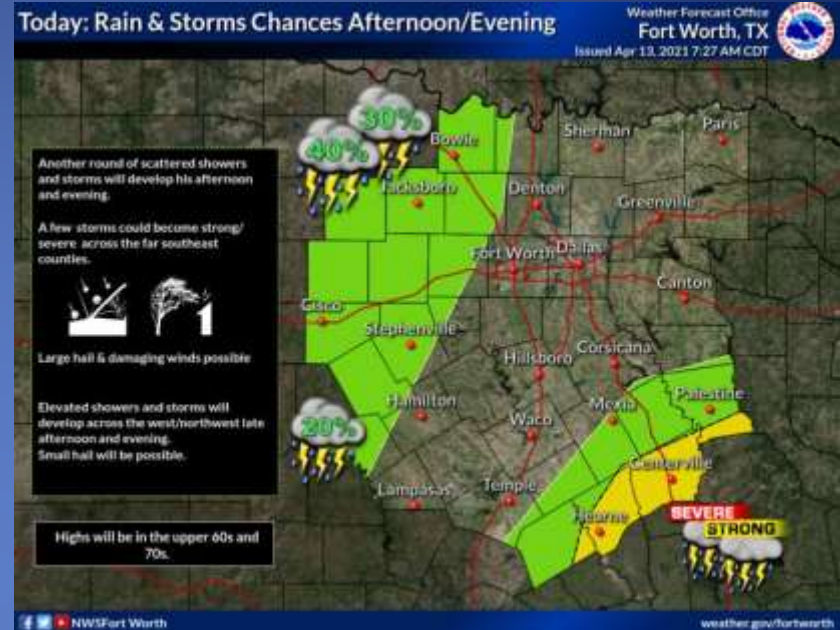 Today: Rain & Storms Chances Afternoon/Evening
Weather Forecast Office
Fort Worth, TX
Issued Apr 13, 2021 7:27 AM CDT
Another round of scattered showers
and storms will develop his afternoon
and evening.
A few storms could become strong/
severe across the far southeast
counties.
Large hail & damaging winds possible
Elevated showers and storms will
develop across the west/northwest late
afternoon and evening.
Small hail will be possible.
Highs will be in the upper 60s and
70s.
30%
40%
Bowie
Sherman
Paris
Jacksboro
Denton
Greenville
Fort Worth
Dallas
Canton
Cisco
Stephenville
Hillsboro
Corsicana
20%
Hamilton
Mexia
Palestine
Waco
Centerville
Lampasas
Temple
Hearne
SEVERE
STRONG
NWSFort Worth
weather.gov/fortworth